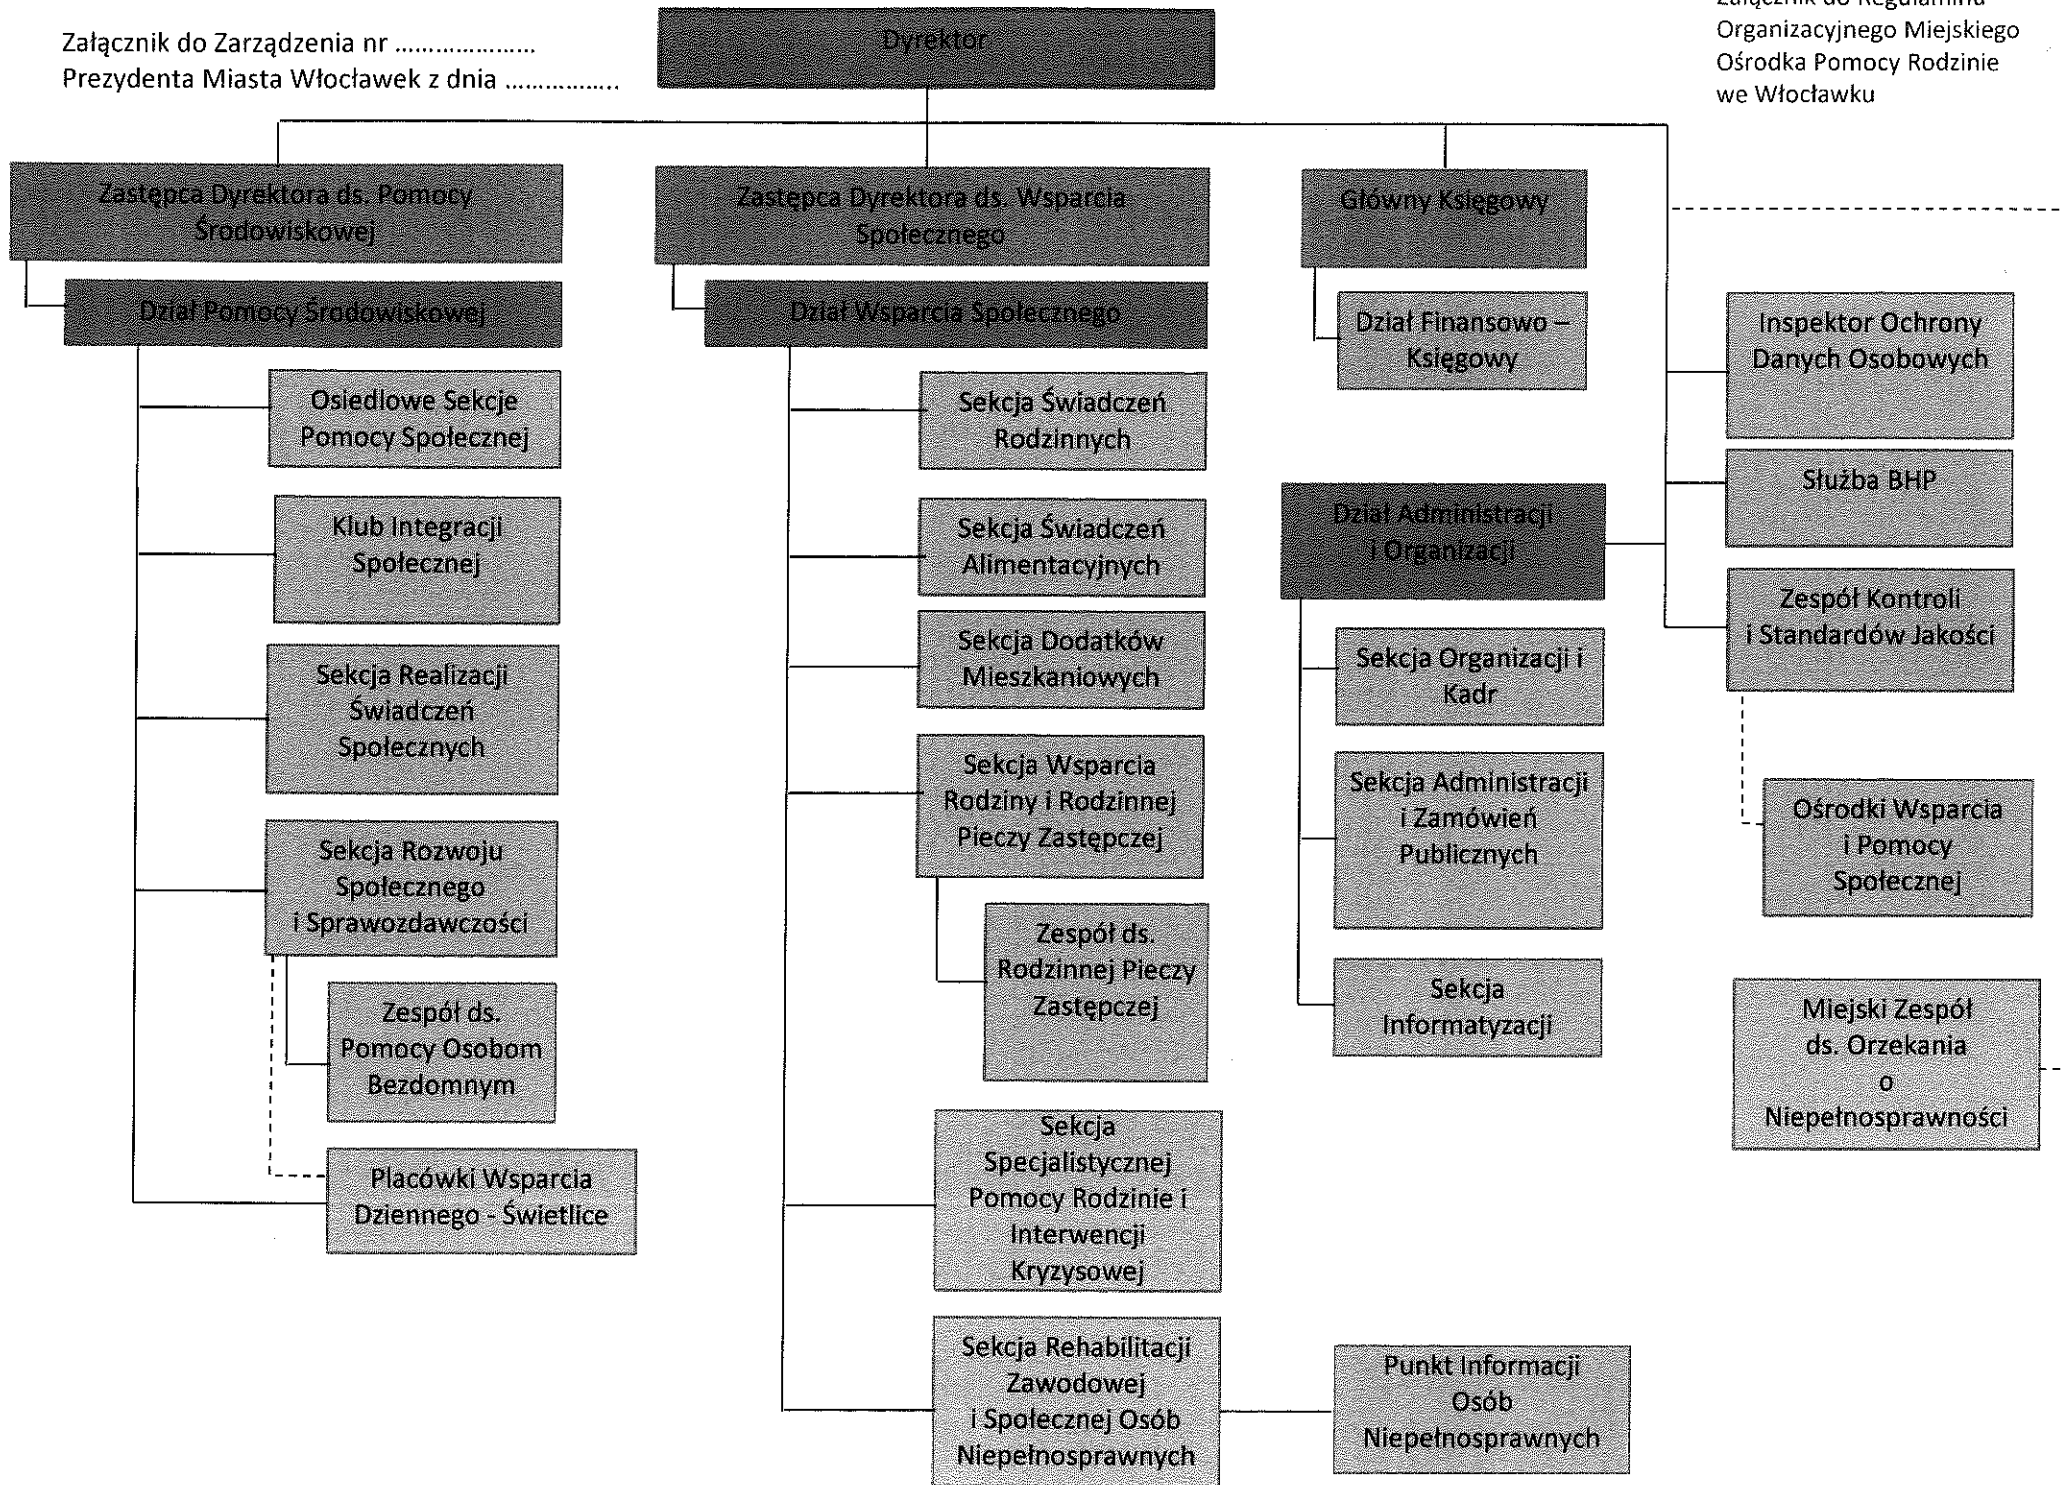 Załącznik do Zarządzenia nr .....................
Prezydenta Miasta Włocławek z dnia ................
Dyrektor
Załącznik do Regulaminu
Organizacyjnego Miejskiego
Ośrodka Pomocy Rodzinie
we Włocławku
Zastępca Dyrektora ds. Pomocy
Środowiskowej
Zastępca Dyrektora ds. Wsparcia
Społecznego
Główny Księgowy
Dział Pomocy Środowiskowej
Osiedlowe Sekcje
Pomocy Społecznej
Klub Integracji
Społecznej
Sekcja Realizacji
Świadczeń
Społecznych
Sekcja Rozwoju
Społecznego
i Sprawozdawczości
Zespół ds.
Pomocy Osobom
Bezdomnym
Placówki Wsparcia
Dziennego - Świetlice
Dział Wsparcia Społecznego
Sekcja Świadczeń
Rodzinnych
Sekcja Świadczeń
Alimentacyjnych
Sekcja Dodatków
Mieszkaniowych
Sekcja Wsparcia
Rodziny i Rodzinnej
Pieczy Zastępczej
Zespół ds.
Rodzinnej Pieczy
Zastępczej
Sekcja
Specjalistycznej
Pomocy Rodzinie i
Interwencji
Kryzysowej
Sekcja Rehabilitacji
Zawodowej
i Społecznej Osób
Niepełnosprawnych
Punkt Informacji
Osób
Niepełnosprawnych
Dział Finansowo –
Księgowy
Dział Administracji
i Organizacji
Sekcja Organizacji i
Kadr
Sekcja Administracji
i Zamówień
Publicznych
Sekcja
Informatyzacji
Inspektor Ochrony
Danych Osobowych
Służba BHP
Zespół Kontroli
i Standardów Jakości
Ośrodki Wsparcia
i Pomocy
Społecznej
Miejski Zespół
ds. Orzekania
o
Niepełnosprawności